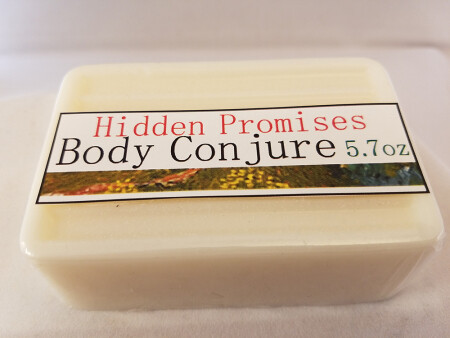 Hidden Promises
Body Conjure 5.7oz